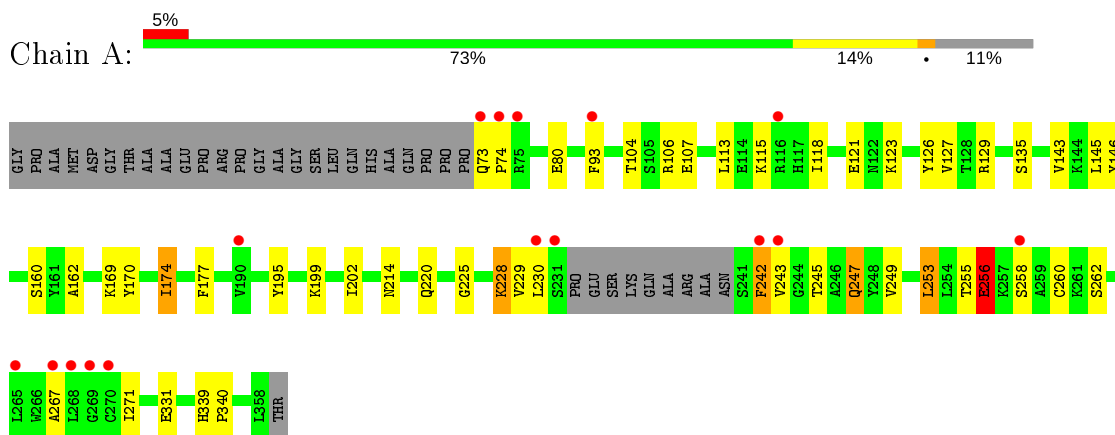 5%
Chain A:
73% 14% • 11%
GLY PRO ALA MET ASP GLY THR ALA ALA GLU PRO ARG PRO GLY ALA GLY SER LEU GLN HIS ALA GLN PRO PRO PRO Q73 P74 R75 E80 F93 T104 S105 R106 E107 L113 E114 K115 R116 H117 I118 E121 N122 K123 Y126 V127 T128 R129 S135 V143 K144 L145 Y146
S160 Y161 A162 K169 Y170 I174 F177 V190 Y195 K199 I202 N214 Q220 G225 K228 V229 L230 S231 PRO GLU SER LYS GLN ALA ARG ALA ASN S241 F242 V243 G244 T245 A246 Q247 Y248 V249 L253 L254 T255 E256 K257 S258 A259 C260 K261 S262
L265 W266 A267 L268 G269 C270 I271 E331 H339 P340 L358 THR